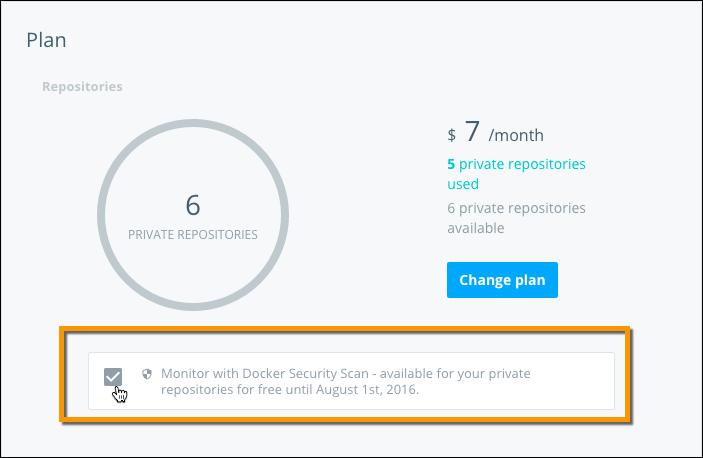 Plan
Repositories
6
PRIVATE REPOSITORIES
$ 7 /month
5 private repositories
used
6 private repositories
available
Change plan
Monitor with Docker Security Scan - available for your private
repositories for free until August 1st, 2016.